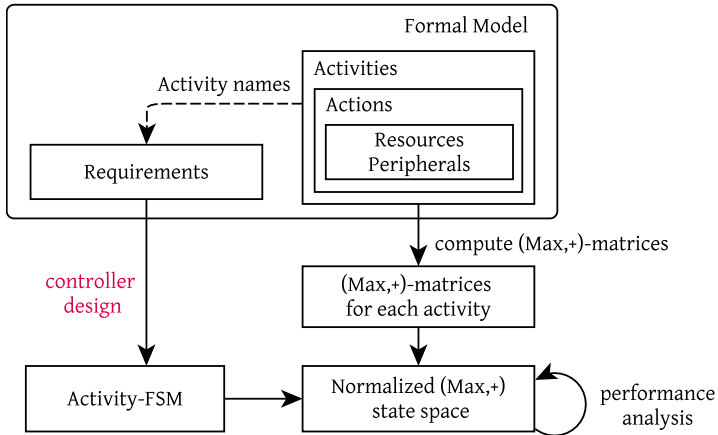 Formal Model
Activities
Activity names
Actions
Resources
Peripherals
Requirements
compute (Max,+)-matrices
controller
design
(Max,+)-matrices
for each activity
Activity-FSM
Normalized (Max,+)
state space
performance
analysis